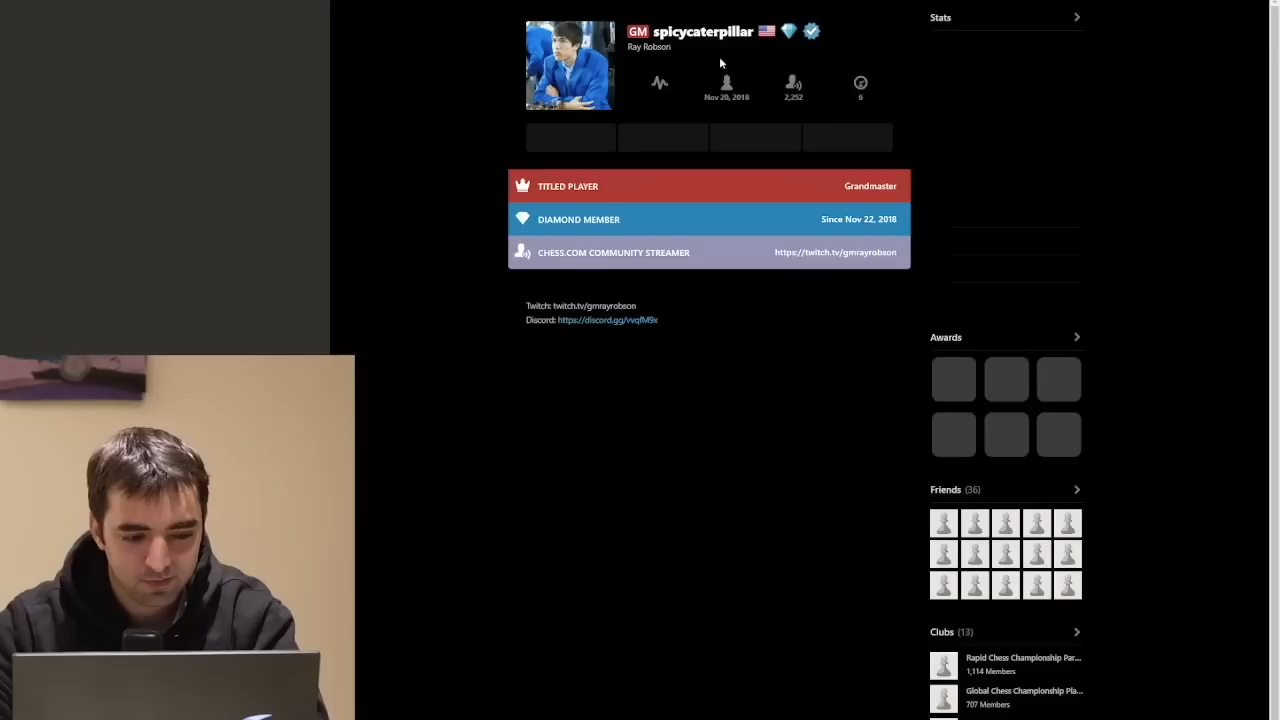 GM spicycaterpillar
Ray Robson
Nov 20, 2018
2,252
6
TITLED PLAYER
Grandmaster
DIAMOND MEMBER
Since Nov 22, 2018
CHESS.COM COMMUNITY STREAMER
https://twitch.tv/gmrayrobson
Twitch: twitch.tv/gmrayrobson
Discord: https://discord.gg/vvqfM9x
Stats
Awards
Friends (36)
Clubs (13)
Rapid Chess Championship Par...
1,114 Members
Global Chess Championship Pla...
707 Members